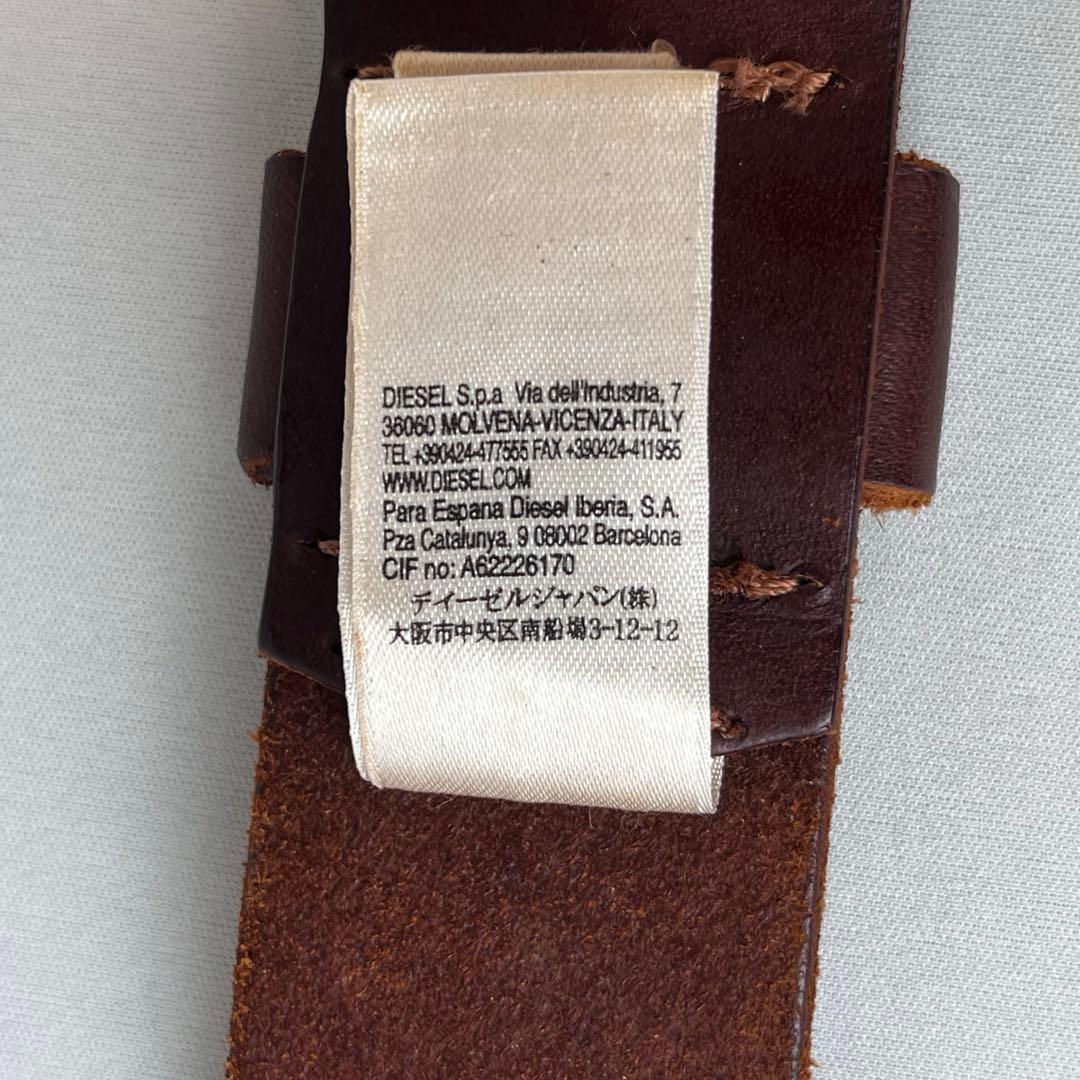 DIESEL S.p.a Via dell'Industria, 7
36060 MOLVENA-VICENZA-ITALY
TEL +390424-477555 FAX +390424-411955
WWW.DIESEL.COM
Para Espana Diesel Iberia, S.A.
Pza Catalunya, 9 08002 Barcelona
CIF no: A62226170
デイーゼルジャパン(株)
大阪市中央区南船場3-12-12